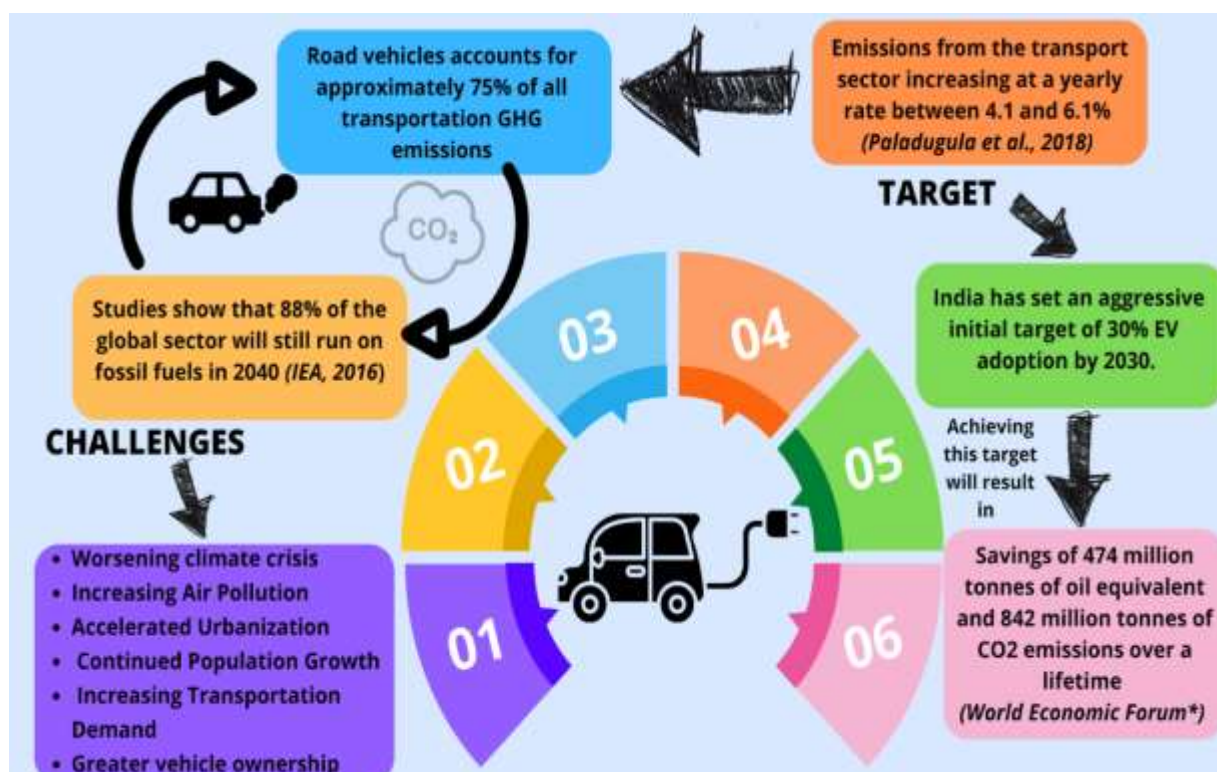 Road vehicles accounts for
approximately 75% of all
transportation GHG
emissions
Emissions from the transport
sector increasing at a yearly
rate between 4.1 and 6.1%
(Paladugula et al., 2018)
TARGET
CO₂
Studies show that 88% of the
global sector will still run on
fossil fuels in 2040 (IEA, 2016)
India has set an aggressive
initial target of 30% EV
adoption by 2030.
CHALLENGES
Achieving
this target
will result
in
• Worsening climate crisis
• Increasing Air Pollution
• Accelerated Urbanization
• Continued Population Growth
• Increasing Transportation
Demand
• Greater vehicle ownership
01
02
03
04
05
06
Savings of 474 million
tonnes of oil equivalent
and 842 million tonnes of
CO2 emissions over a
lifetime
(World Economic Forum*)